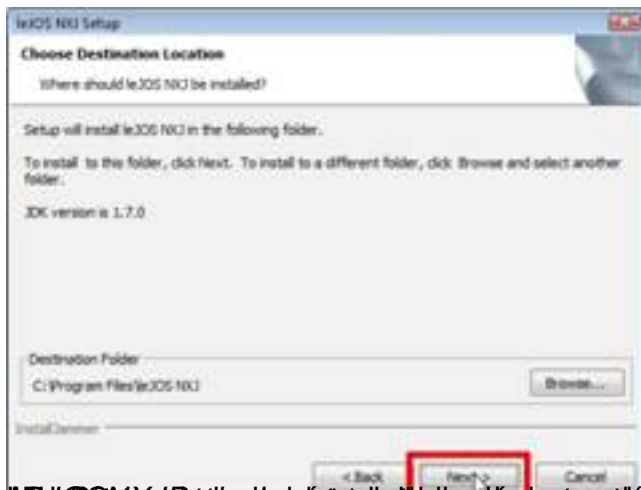 leJOS NXJ Setup
Choose Destination Location
Where should leJOS NXJ be installed?
Setup will install leJOS NXJ in the following folder.
To install to this folder, click Next. To install to a different folder, click Browse and select another
folder.
JDK version is 1.7.0
Destination Folder
C:\Program Files\leJOS NXJ
Browse...
InstallJammer
< Back
Next >
Cancel